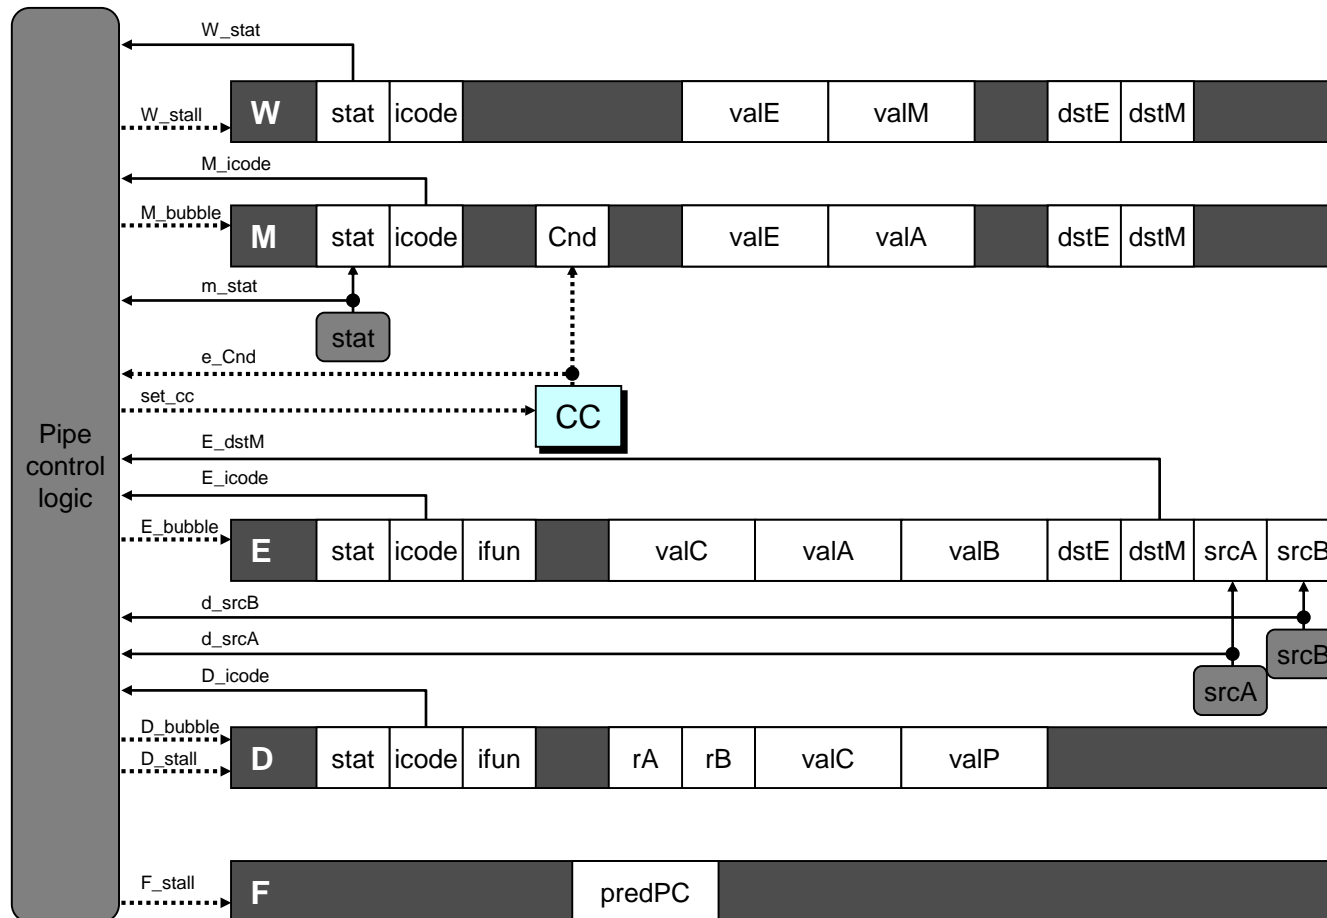 W_stat
W_stall
W stat icode valE valM dstE dstM
M_icode
M_bubble
M stat icode Cnd valE valA dstE dstM
m_stat
stat
e_Cnd
set_cc
CC
Pipe
control
logic
E_dstM
E_icode
E_bubble
E stat icode ifun valC valA valB dstE dstM srcA srcB
d_srcB
d_srcA
srcB
srcA
D_icode
D_bubble
D_stall
D stat icode ifun rA rB valC valP
F_stall
F predPC